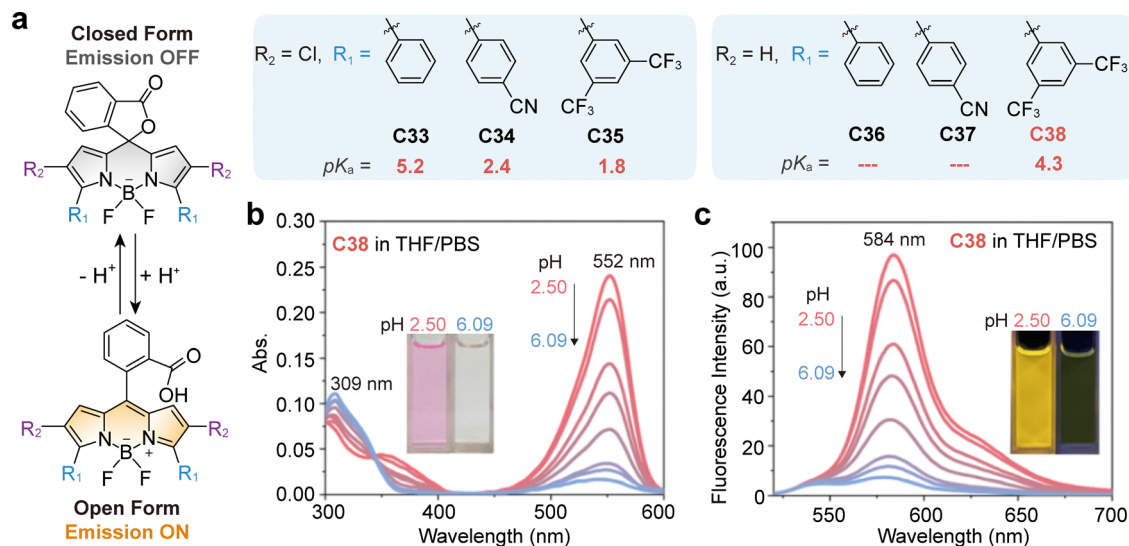 a
Closed Form
Emission OFF
O
O
R₂
R₂
N
N
B
−
F
F
R₁
R₁
- H⁺
+ H⁺
O
OH
R₂
R₂
N
N
+
B
−
F
F
R₁
R₁
Open Form
Emission ON
R₂ = Cl, R₁ =
CN
CF₃
CF₃
C33 C34 C35
pKₐ = 5.2 2.4 1.8
R₂ = H, R₁ =
CN
CF₃
CF₃
C36 C37 C38
pKₐ = --- --- 4.3
b
C38 in THF/PBS
552 nm
pH
2.50
6.09
pH 2.50 6.09
309 nm
Abs.
0.30
0.25
0.20
0.15
0.10
0.05
0.00
300 400 500 600
Wavelength (nm)
c
584 nm
C38 in THF/PBS
pH
2.50
6.09
pH 2.50 6.09
Fluorescence Intensity (a.u.)
100
80
60
40
20
0
550 600 650 700
Wavelength (nm)